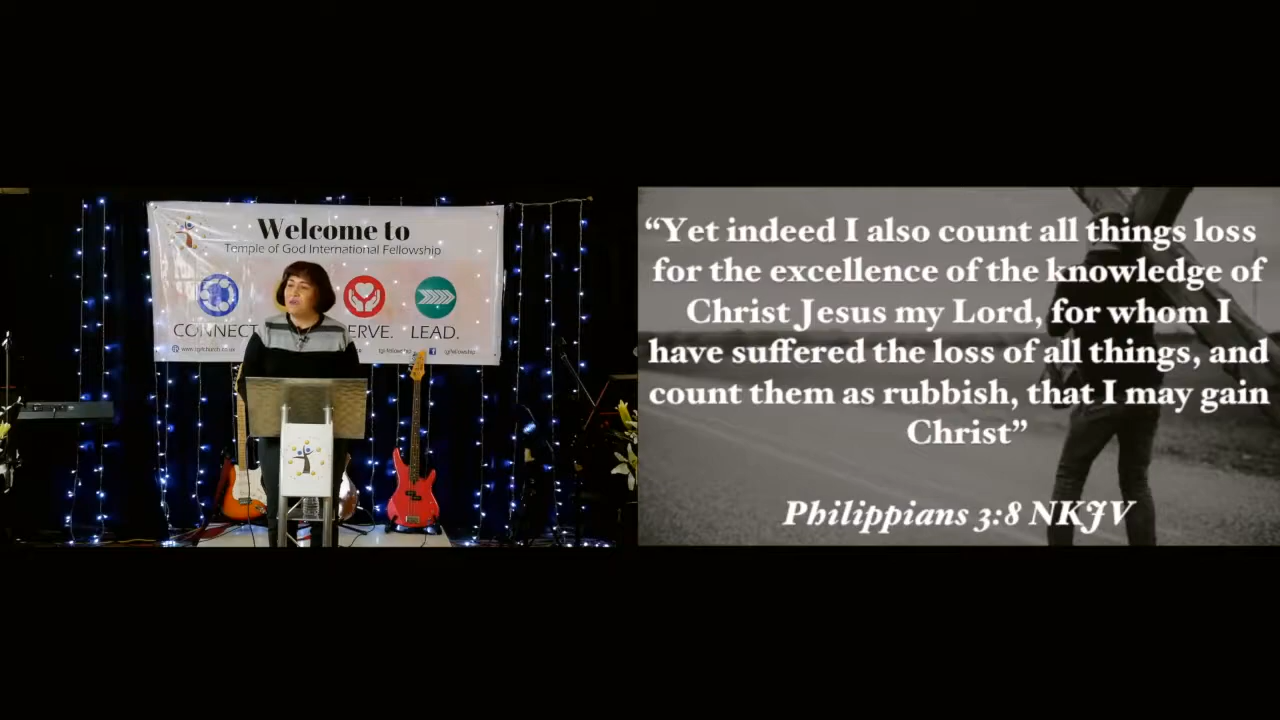 Welcome to
Temple of God International Fellowship
CONNECT.
ERVE.
LEAD.
“Yet indeed I also count all things loss
for the excellence of the knowledge of
Christ Jesus my Lord, for whom I
have suffered the loss of all things, and
count them as rubbish, that I may gain
Christ”
Philippians 3:8 NKJV